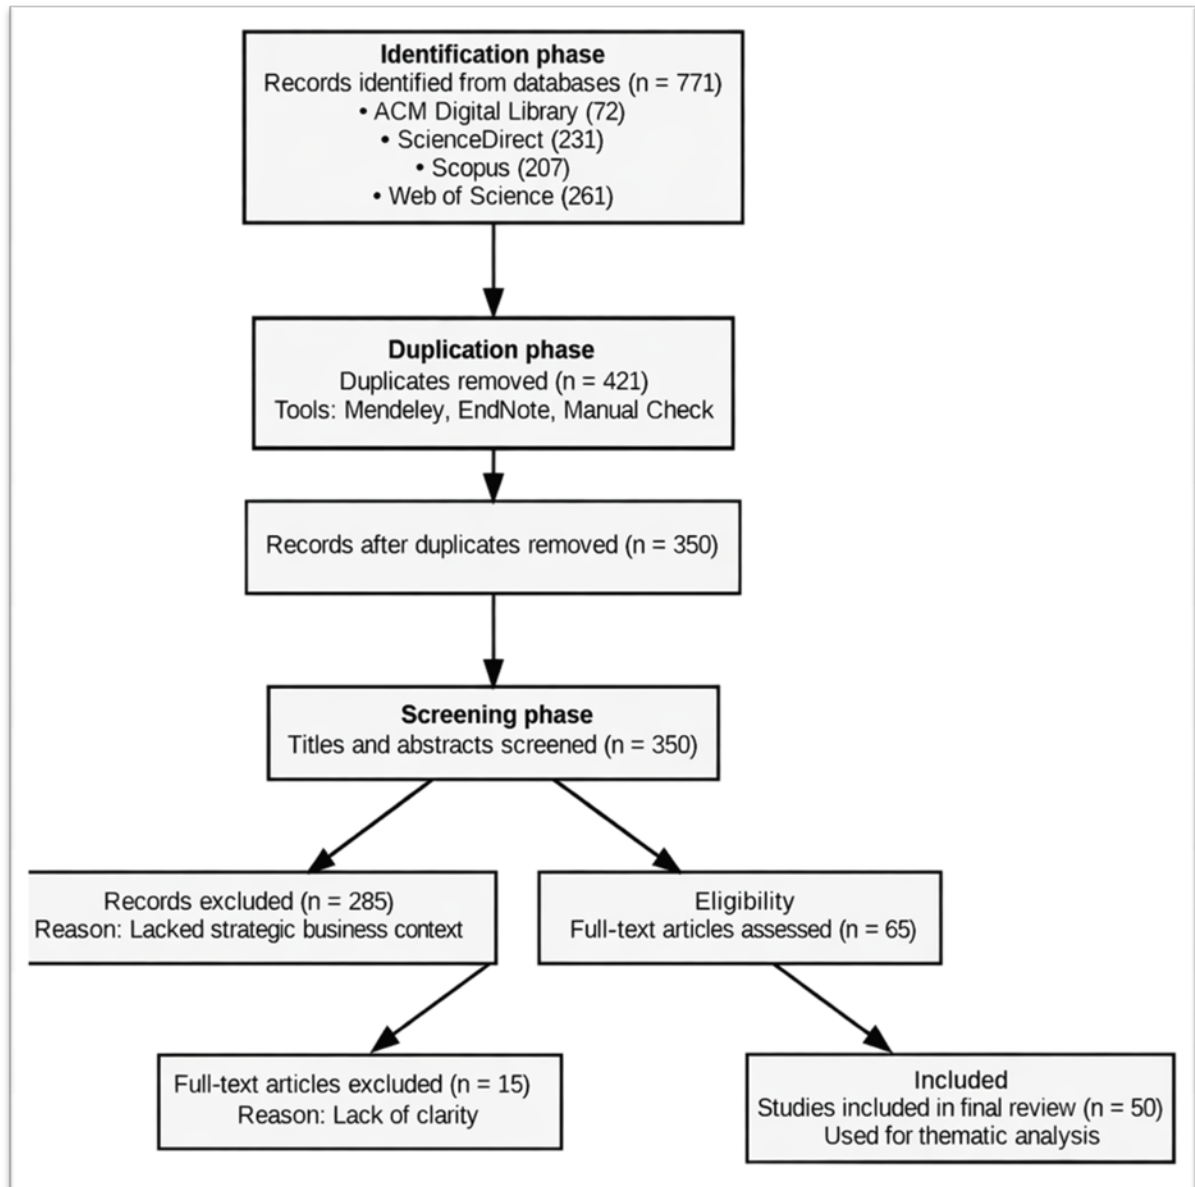 Identification phase
Records identified from databases (n = 771)
• ACM Digital Library (72)
• ScienceDirect (231)
• Scopus (207)
• Web of Science (261)
Duplication phase
Duplicates removed (n = 421)
Tools: Mendeley, EndNote, Manual Check
Records after duplicates removed (n = 350)
Screening phase
Titles and abstracts screened (n = 350)
Records excluded (n = 285)
Reason: Lacked strategic business context
Eligibility
Full-text articles assessed (n = 65)
Full-text articles excluded (n = 15)
Reason: Lack of clarity
Included
Studies included in final review (n = 50)
Used for thematic analysis